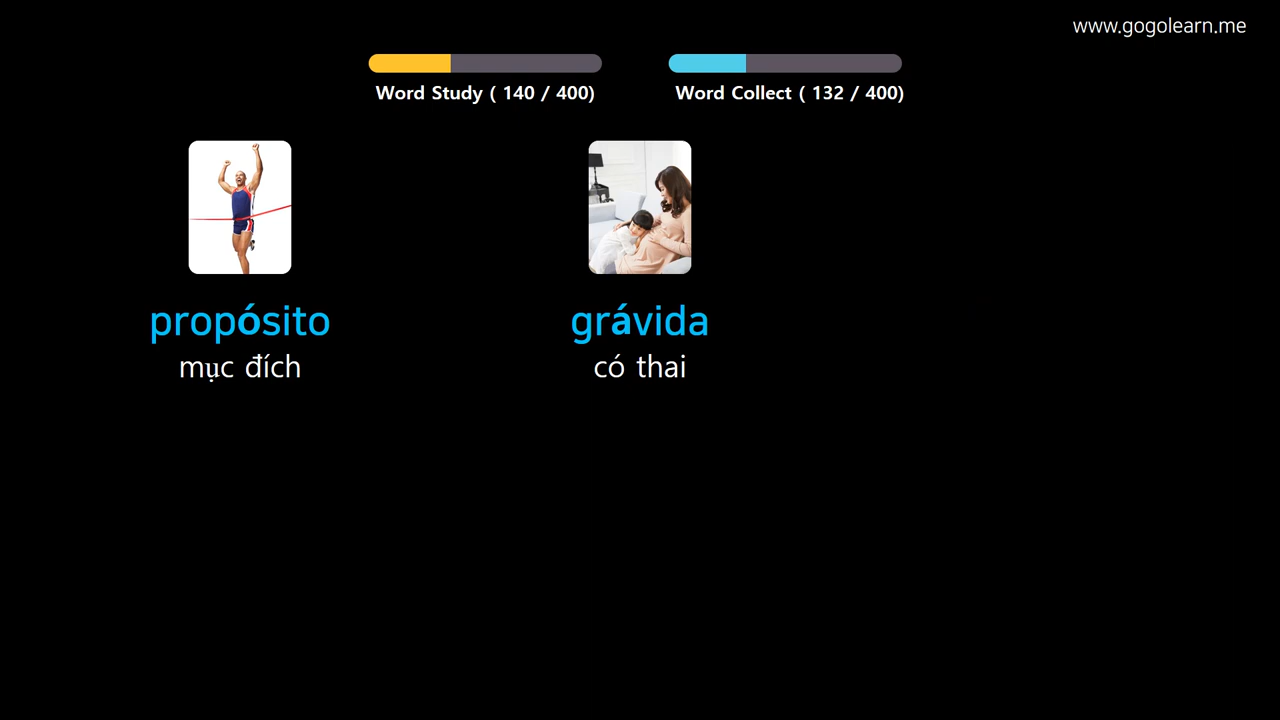 www.gogolearn.me
Word Study ( 140 / 400)
Word Collect ( 132 / 400)
propósito
mục đích
grávida
có thai